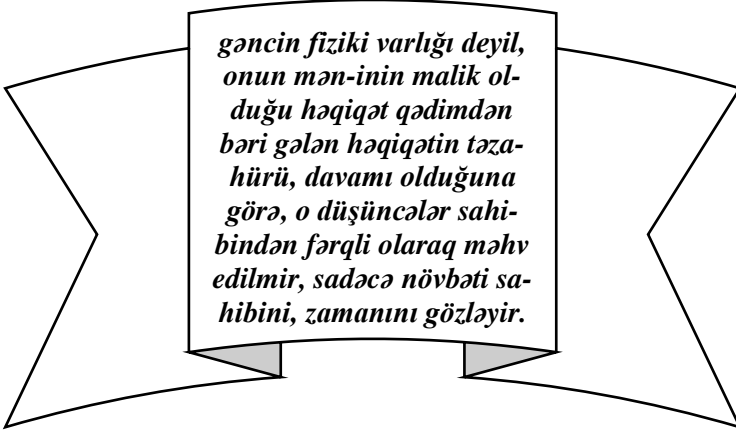 gəncin fiziki varlığı deyil,
onun mən-inin malik ol-
duğu həqiqət qədimdən
bəri gələn həqiqətin təza-
hürü, davamı olduğuna
görə, o düşüncələr sahi-
bindən fərqli olaraq məhv
edilmir, sadəcə növbəti sa-
hibini, zamanını gözləyir.